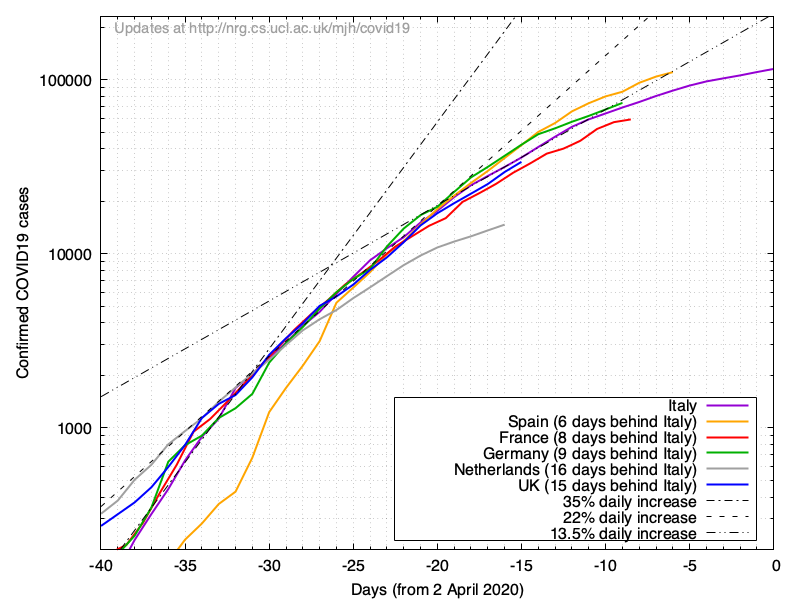 Updates at http://nrg.cs.ucl.ac.uk/mjh/covid19
100000
10000
1000
Confirmed COVID19 cases
Italy
Spain (6 days behind Italy)
France (8 days behind Italy)
Germany (9 days behind Italy)
Netherlands (16 days behind Italy)
UK (15 days behind Italy)
35% daily increase
22% daily increase
13.5% daily increase
-40 -35 -30 -25 -20 -15 -10 -5 0
Days (from 2 April 2020)